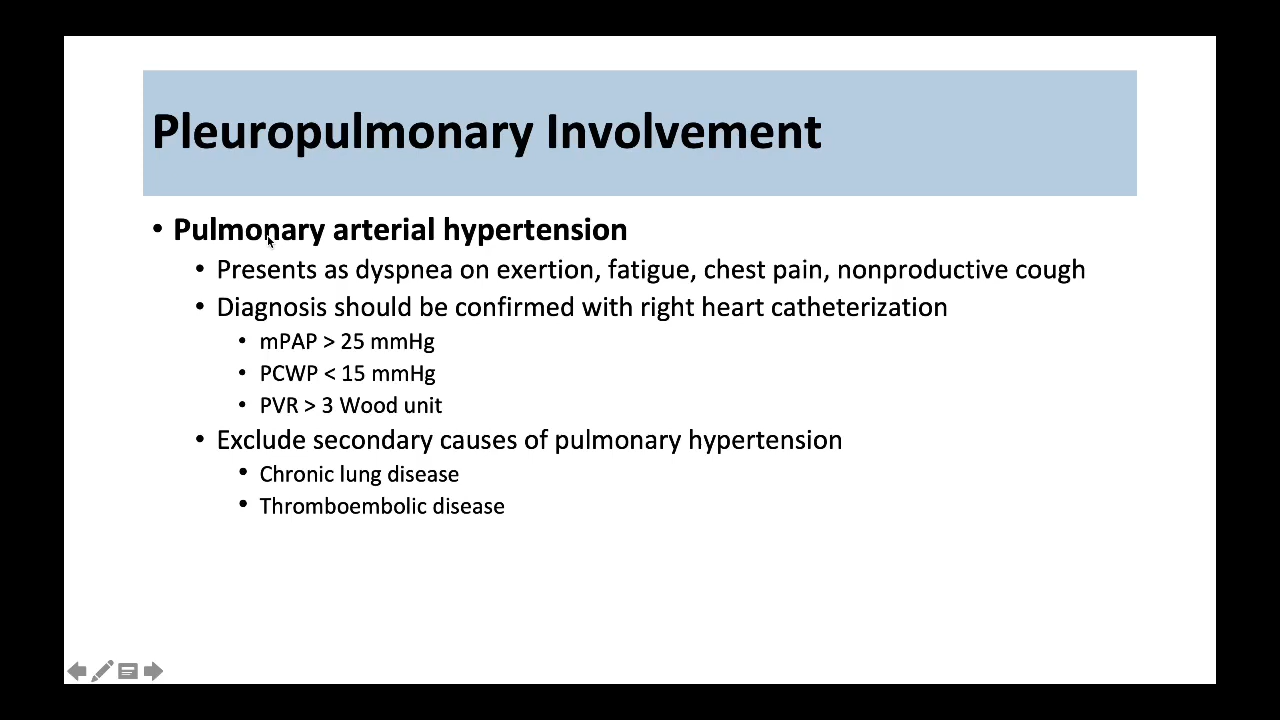 Pleuropulmonary Involvement
• Pulmonary arterial hypertension
• Presents as dyspnea on exertion, fatigue, chest pain, nonproductive cough
• Diagnosis should be confirmed with right heart catheterization
• mPAP > 25 mmHg
• PCWP < 15 mmHg
• PVR > 3 Wood unit
• Exclude secondary causes of pulmonary hypertension
• Chronic lung disease
• Thromboembolic disease